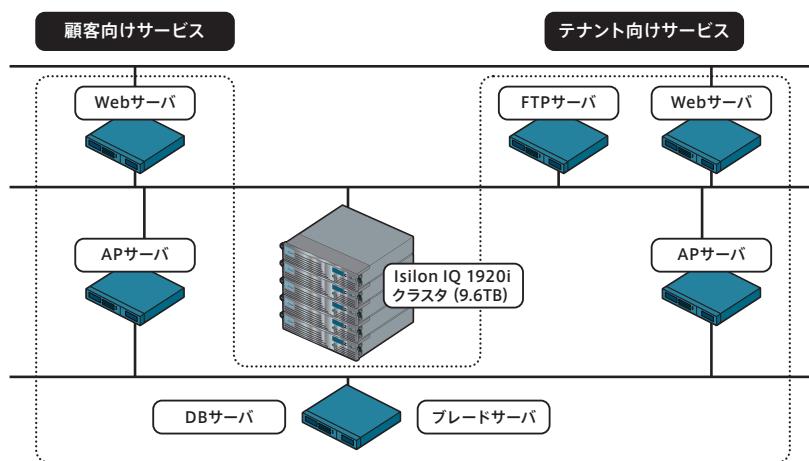 顧客向けサービス
テナント向けサービス
Webサーバ
FTPサーバ
Webサーバ
APサーバ
Isilon IQ 1920i
クラスタ (9.6TB)
APサーバ
DBサーバ
ブレードサーバ